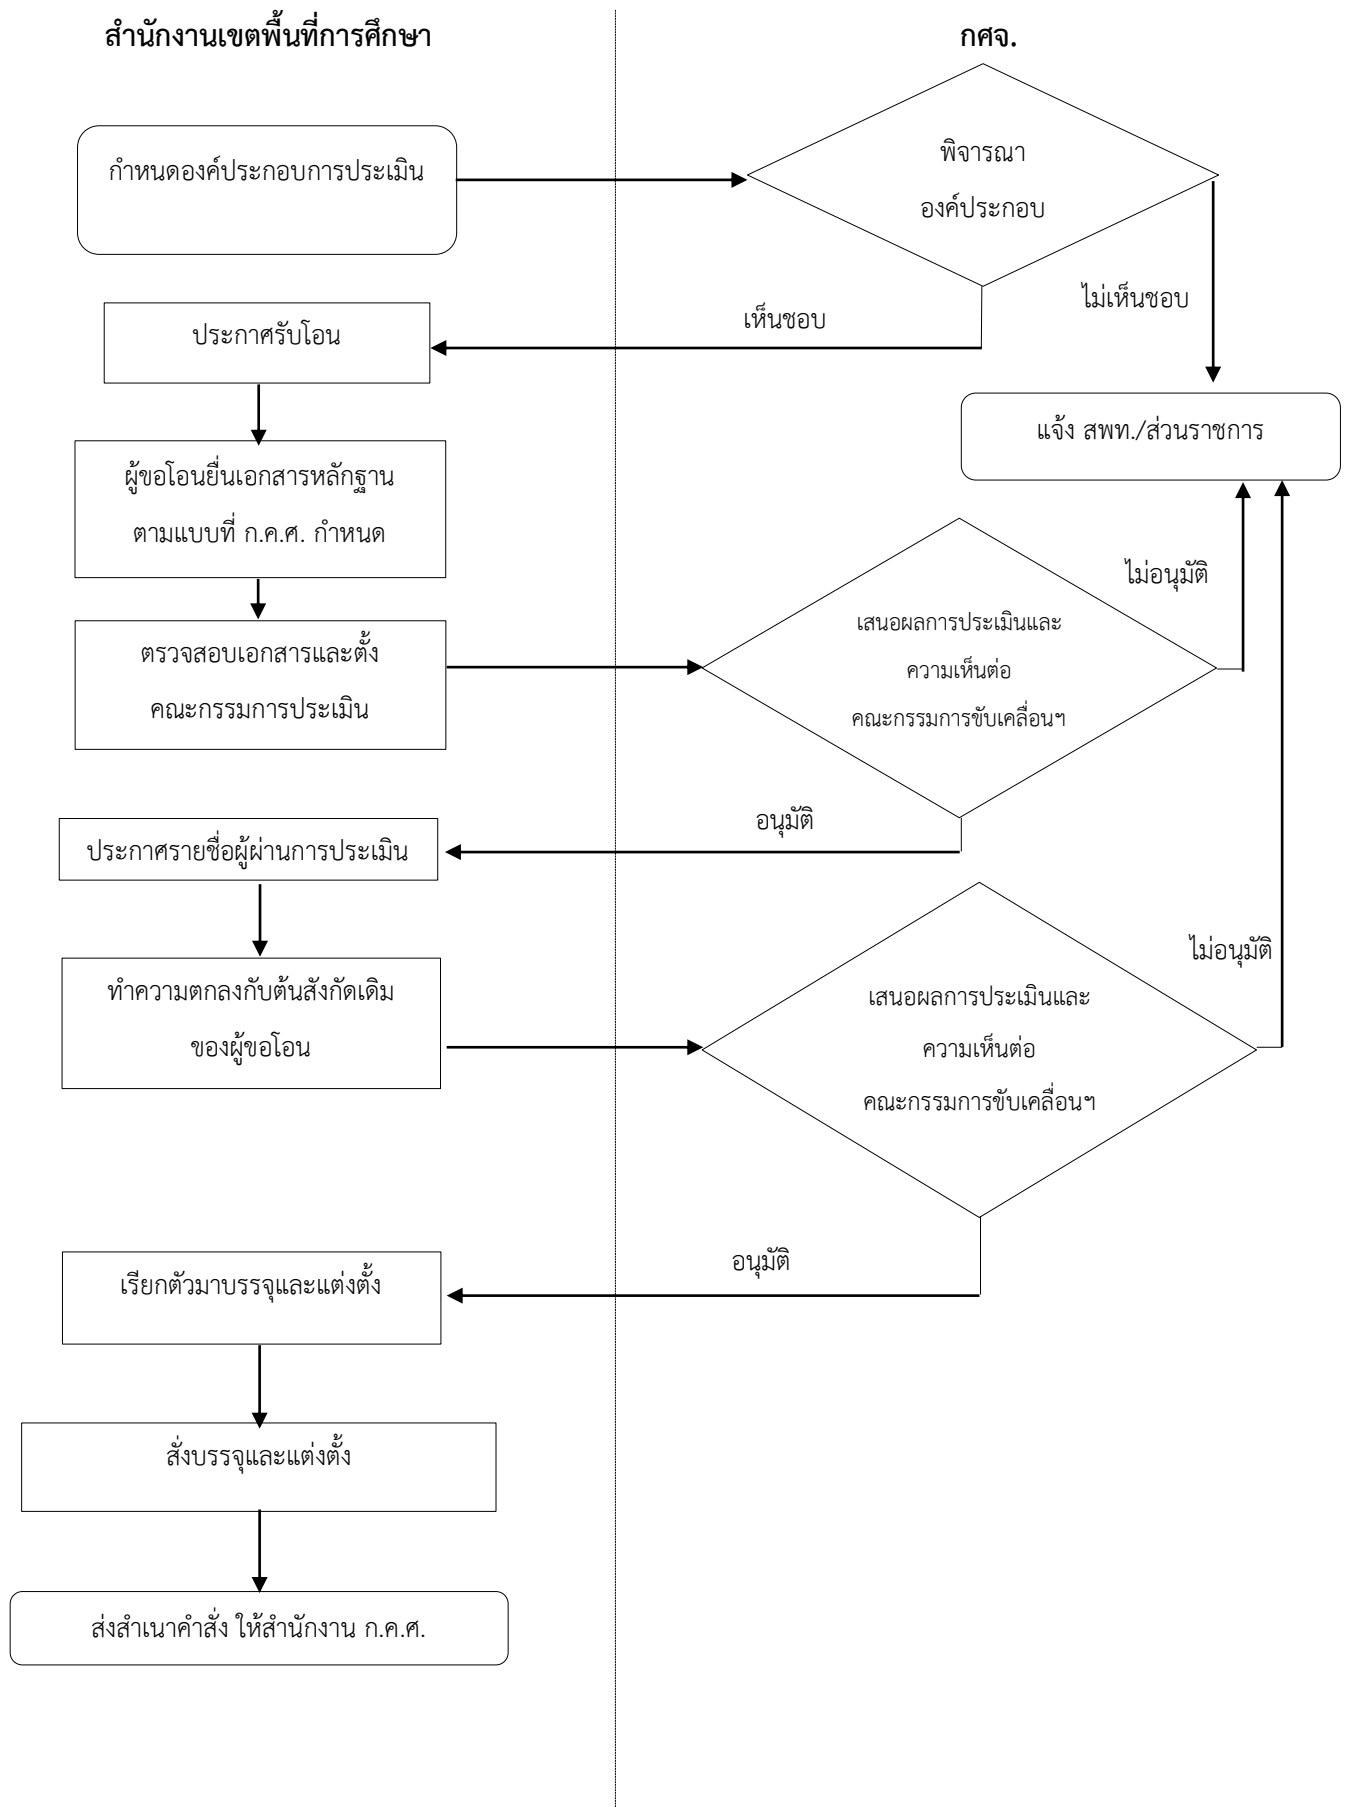 สำนักงานเขตพื้นที่การศึกษา
กศจ.
กำหนดองค์ประกอบการประเมิน
พิจารณา
องค์ประกอบ
ไม่เห็นชอบ
เห็นชอบ
ประกาศรับโอน
แจ้ง สพท./ส่วนราชการ
ผู้ขอโอนยื่นเอกสารหลักฐาน
ตามแบบที่ ก.ค.ศ. กำหนด
ไม่อนุมัติ
ตรวจสอบเอกสารและตั้ง
คณะกรรมการประเมิน
เสนอผลการประเมินและ
ความเห็นต่อ
คณะกรรมการขับเคลื่อนฯ
อนุมัติ
ประกาศรายชื่อผู้ผ่านการประเมิน
ไม่อนุมัติ
ทำความตกลงกับต้นสังกัดเดิม
ของผู้ขอโอน
เสนอผลการประเมินและ
ความเห็นต่อ
คณะกรรมการขับเคลื่อนฯ
อนุมัติ
เรียกตัวมาบรรจุและแต่งตั้ง
สั่งบรรจุและแต่งตั้ง
ส่งสำเนาคำสั่ง ให้สำนักงาน ก.ค.ศ.